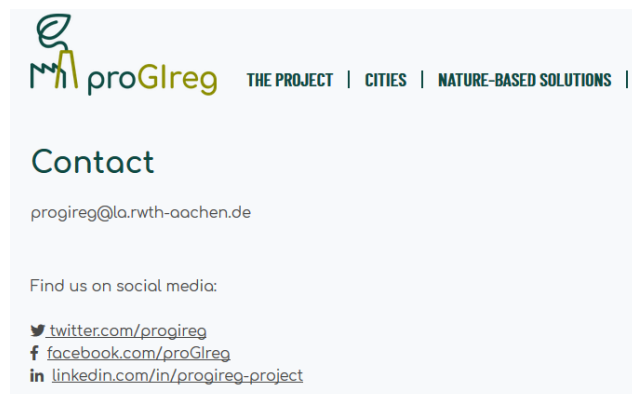 proGIreg
THE PROJECT | CITIES | NATURE-BASED SOLUTIONS |
Contact
progireg@la.rwth-aachen.de
Find us on social media:
twitter.com/progireg
facebook.com/proGIreg
linkedin.com/in/progireg-project